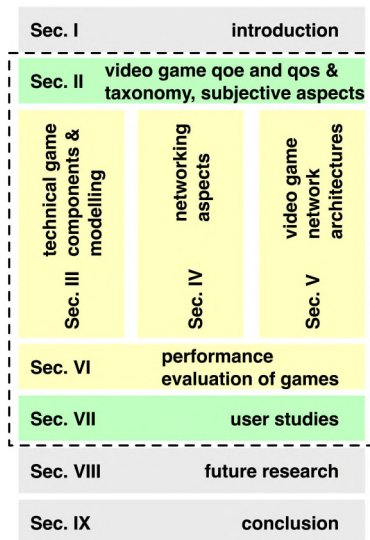 Sec. I introduction
Sec. II video game qoe and qos &
taxonomy, subjective aspects
Sec. III technical game
components &
modelling
Sec. IV networking
aspects
Sec. V video game
network
architectures
Sec. VI performance
evaluation of games
Sec. VII user studies
Sec. VIII future research
Sec. IX conclusion